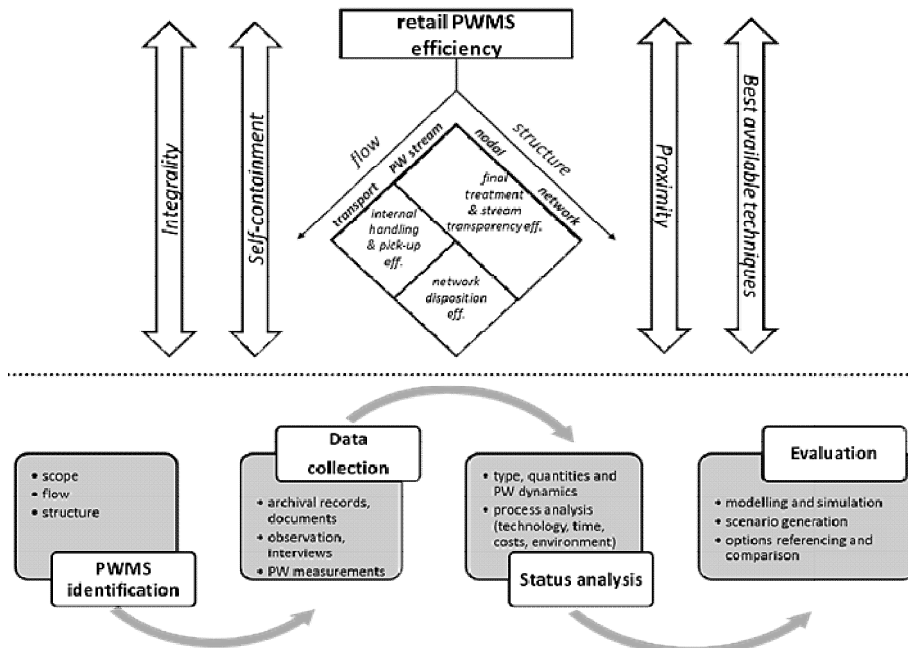 retail PWMS
efficiency
Integrality
Self-containment
flow
structure
transport
PW stream
nodal
network
internal
handling
& pick-up
eff.
final
treatment
& stream
transparency eff.
network
disposition
eff.
Proximity
Best available techniques
• scope
• flow
• structure
PWMS
identification
Data
collection
• archival records,
documents
• observation,
interviews
• PW measurements
• type, quantities and
PW dynamics
• process analysis
(technology, time,
costs, environment)
Status analysis
Evaluation
• modelling and simulation
• scenario generation
• options referencing and
comparison